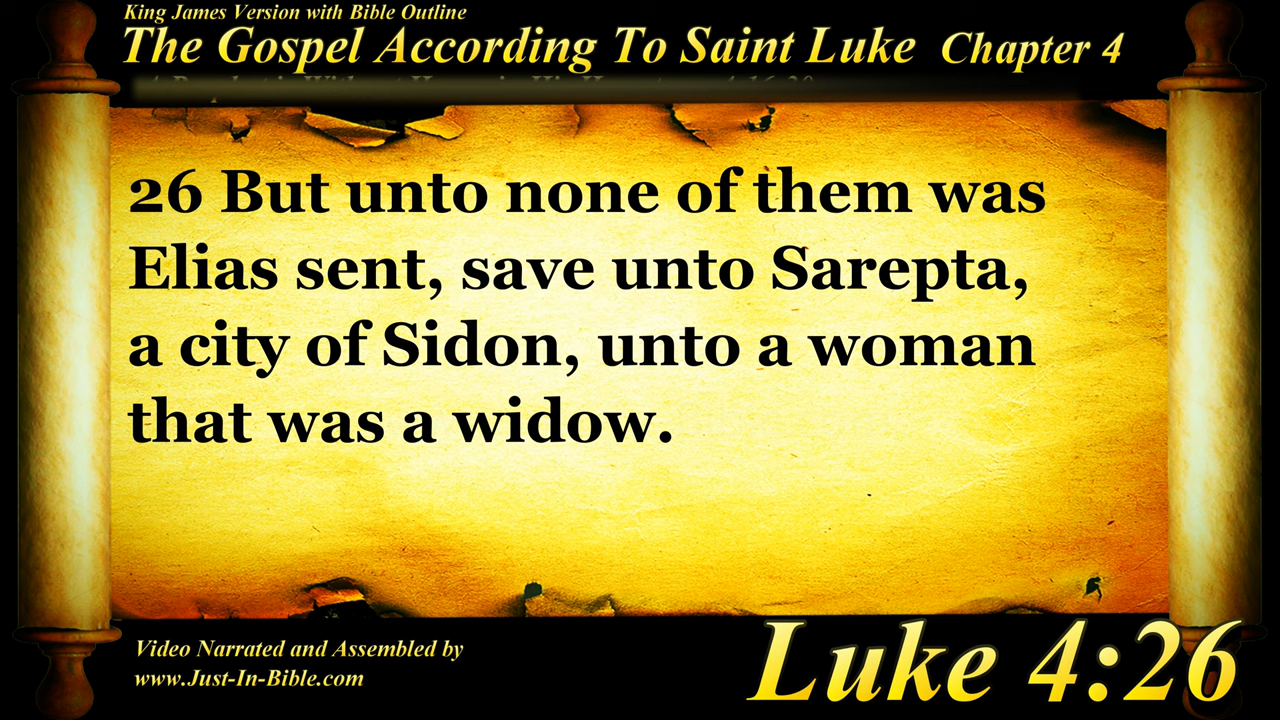 King James Version with Bible Outline
The Gospel According To Saint Luke Chapter 4
26 But unto none of them was
Elias sent, save unto Sarepta,
a city of Sidon, unto a woman
that was a widow.
Video Narrated and Assembled by
www.Just-In-Bible.com
Luke 4:26